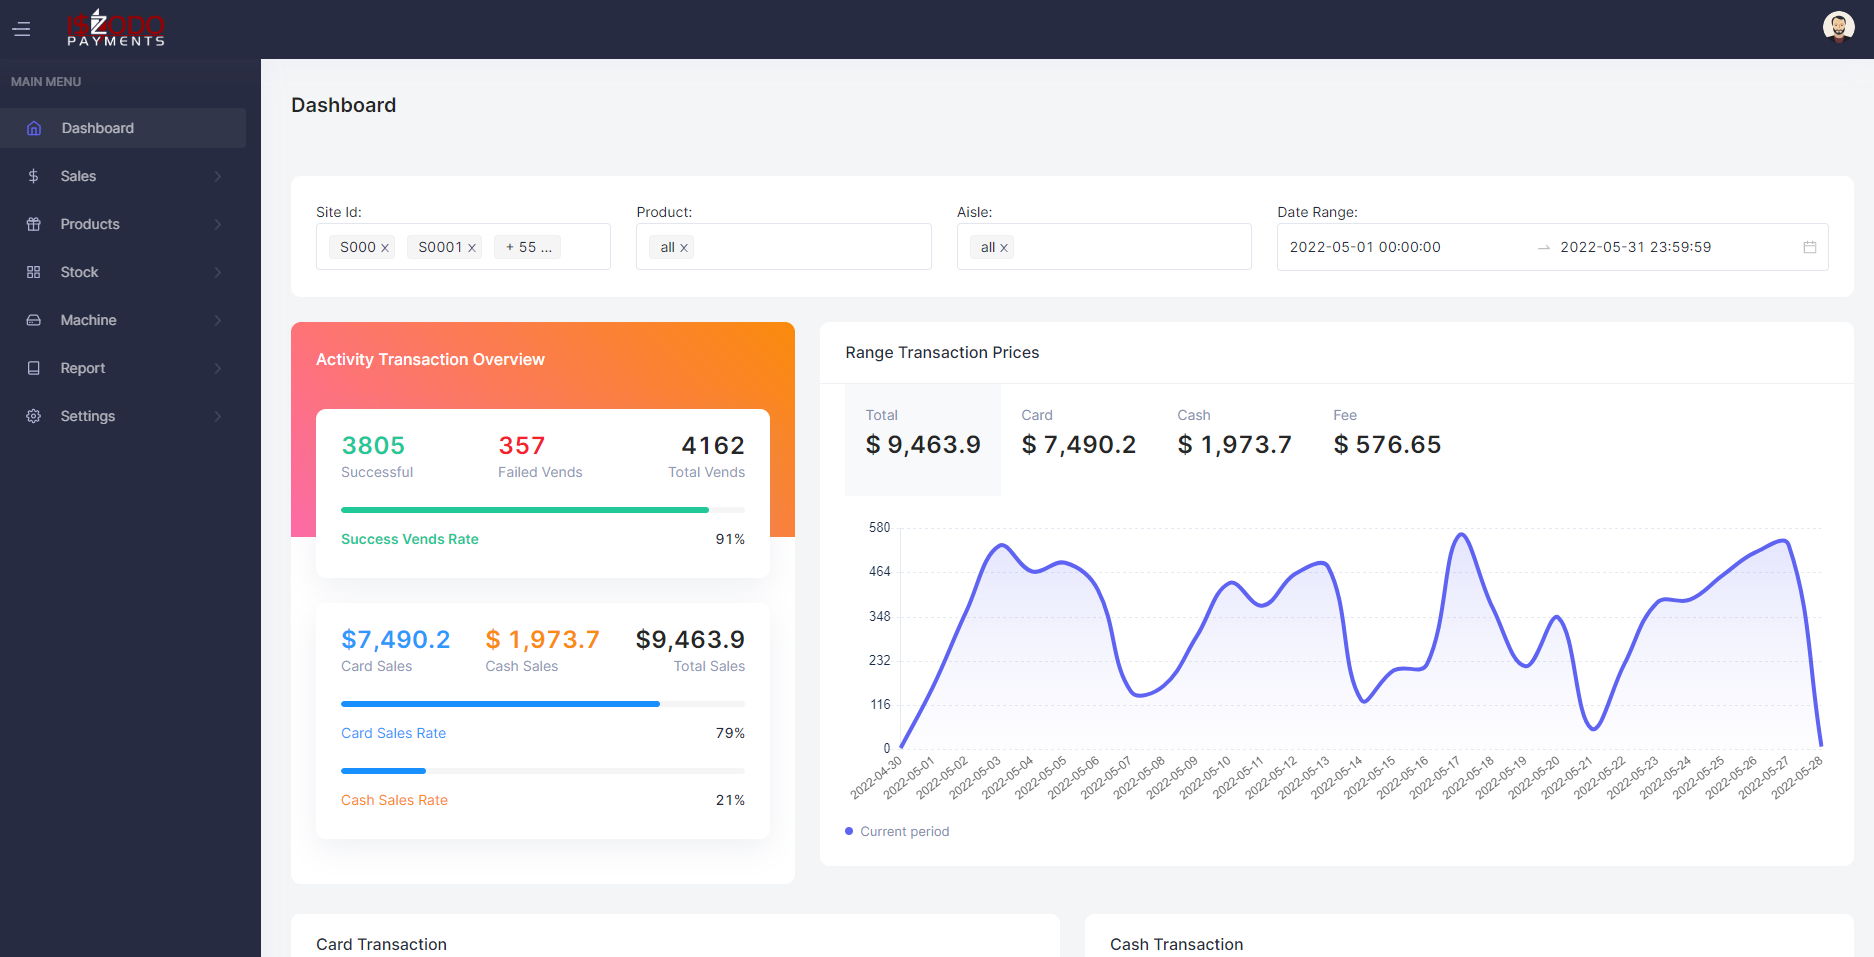 I$ZODO
PAYMENTS
MAIN MENU
Dashboard
Sales
Products
Stock
Machine
Report
Settings
Dashboard
Site Id:
S000 x S0001 x + 55 ...
Product:
all x
Aisle:
all x
Date Range:
2022-05-01 00:00:00 → 2022-05-31 23:59:59
Activity Transaction Overview
3805 357 4162
Successful Failed Vends Total Vends
Success Vends Rate 91%
$7,490.2 $ 1,973.7 $9,463.9
Card Sales Cash Sales Total Sales
Card Sales Rate 79%
Cash Sales Rate 21%
Range Transaction Prices
Total Card Cash Fee
$ 9,463.9 $ 7,490.2 $ 1,973.7 $ 576.65
580
464
348
232
116
0
2022-04-30 2022-05-01 2022-05-02 2022-05-03 2022-05-04 2022-05-05 2022-05-06 2022-05-07 2022-05-08 2022-05-09 2022-05-10 2022-05-11 2022-05-12 2022-05-13 2022-05-14 2022-05-15 2022-05-16 2022-05-17 2022-05-18 2022-05-19 2022-05-20 2022-05-21 2022-05-22 2022-05-23 2022-05-24 2022-05-25 2022-05-26 2022-05-27 2022-05-28
Current period
Card Transaction
Cash Transaction